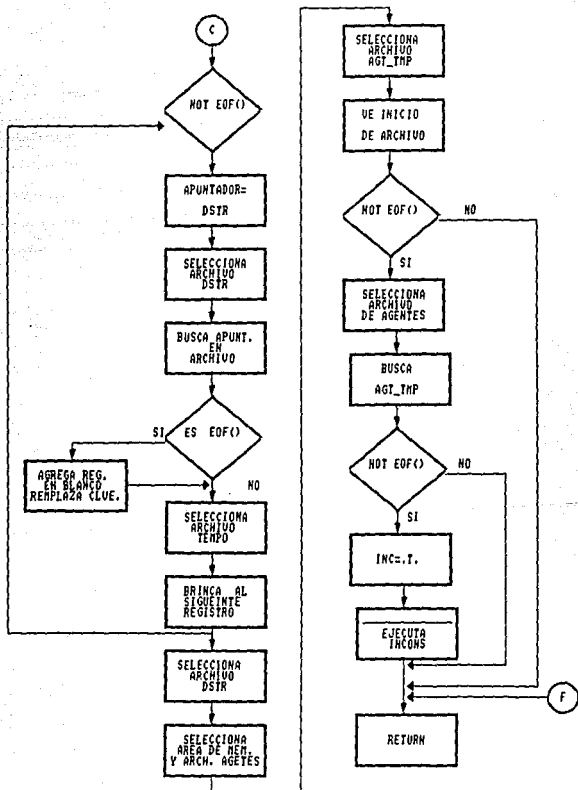 C
NOT EOF()
APUNTADOR=
DSTR
SELECCIONA
ARCHIVO
DSTR
BUSCA APUNT.
EN
ARCHIVO
SI
ES EOF()
AGREGA REG.
EN BLANCO
REMPLAZA CLVE.
NO
SELECCIONA
ARCHIVO
TEMPO
BRINCA AL
SIGUEINTE
REGISTRO
SELECCIONA
ARCHIVO
DSTR
SELECCIONA
AREA DE MEM.
Y ARCH. AGETES
SELECCIONA
ARCHIVO
AGT_TMP
VE INICIO
DE ARCHIVO
NOT EOF()
NO
SI
SELECCIONA
ARCHIVO
DE AGENTES
BUSCA
AGT_TMP
NOT EOF()
NO
SI
INC=.T.
EJECUTA
INCONS
F
RETURN